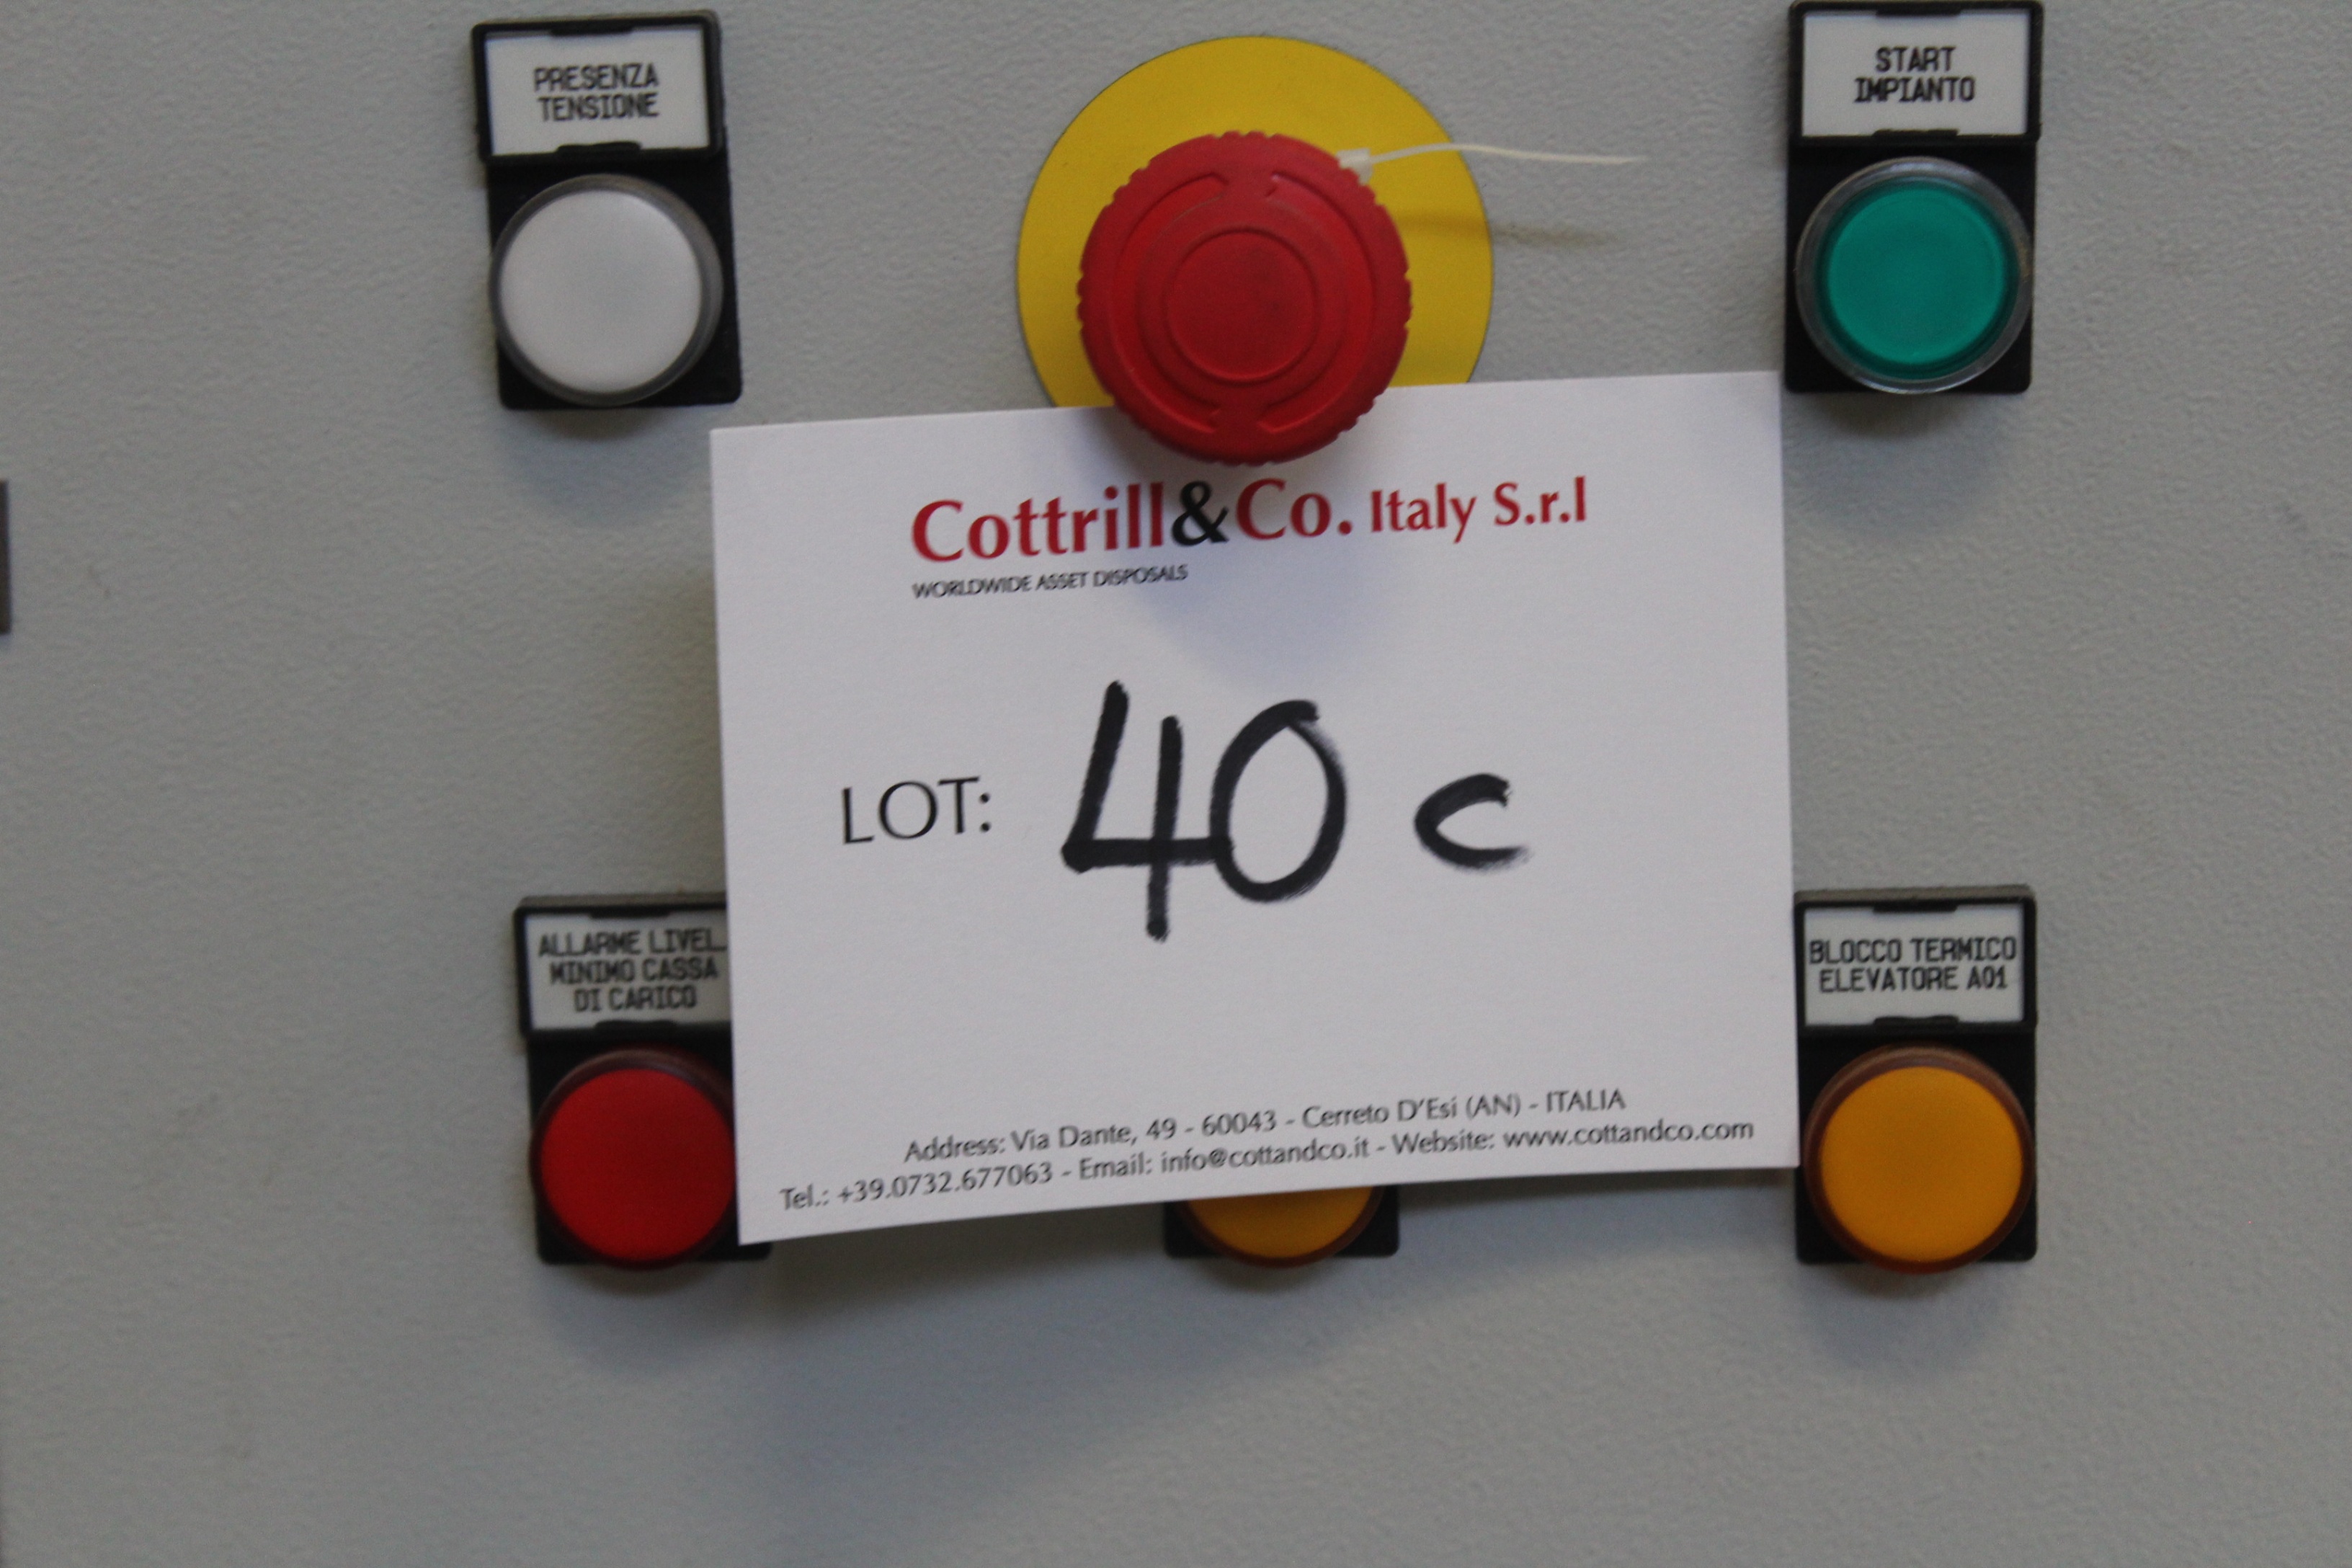 PRESENZA
TENSIONE
START
IMPIANTO
Cottrill&Co. Italy S.r.l
WORLDWIDE ASSET DISPOSALS
LOT: 40 c
ALLARME LIVEL
MINIMO CASSA
DI CARICO
BLOCCO TERMICO
ELEVATORE A01
Address: Via Dante, 49 - 60043 - Cerreto D'Esi (AN) - ITALIA
Tel.: +39.0732.677063 - Email: info@cottandco.it - Website: www.cottandco.com